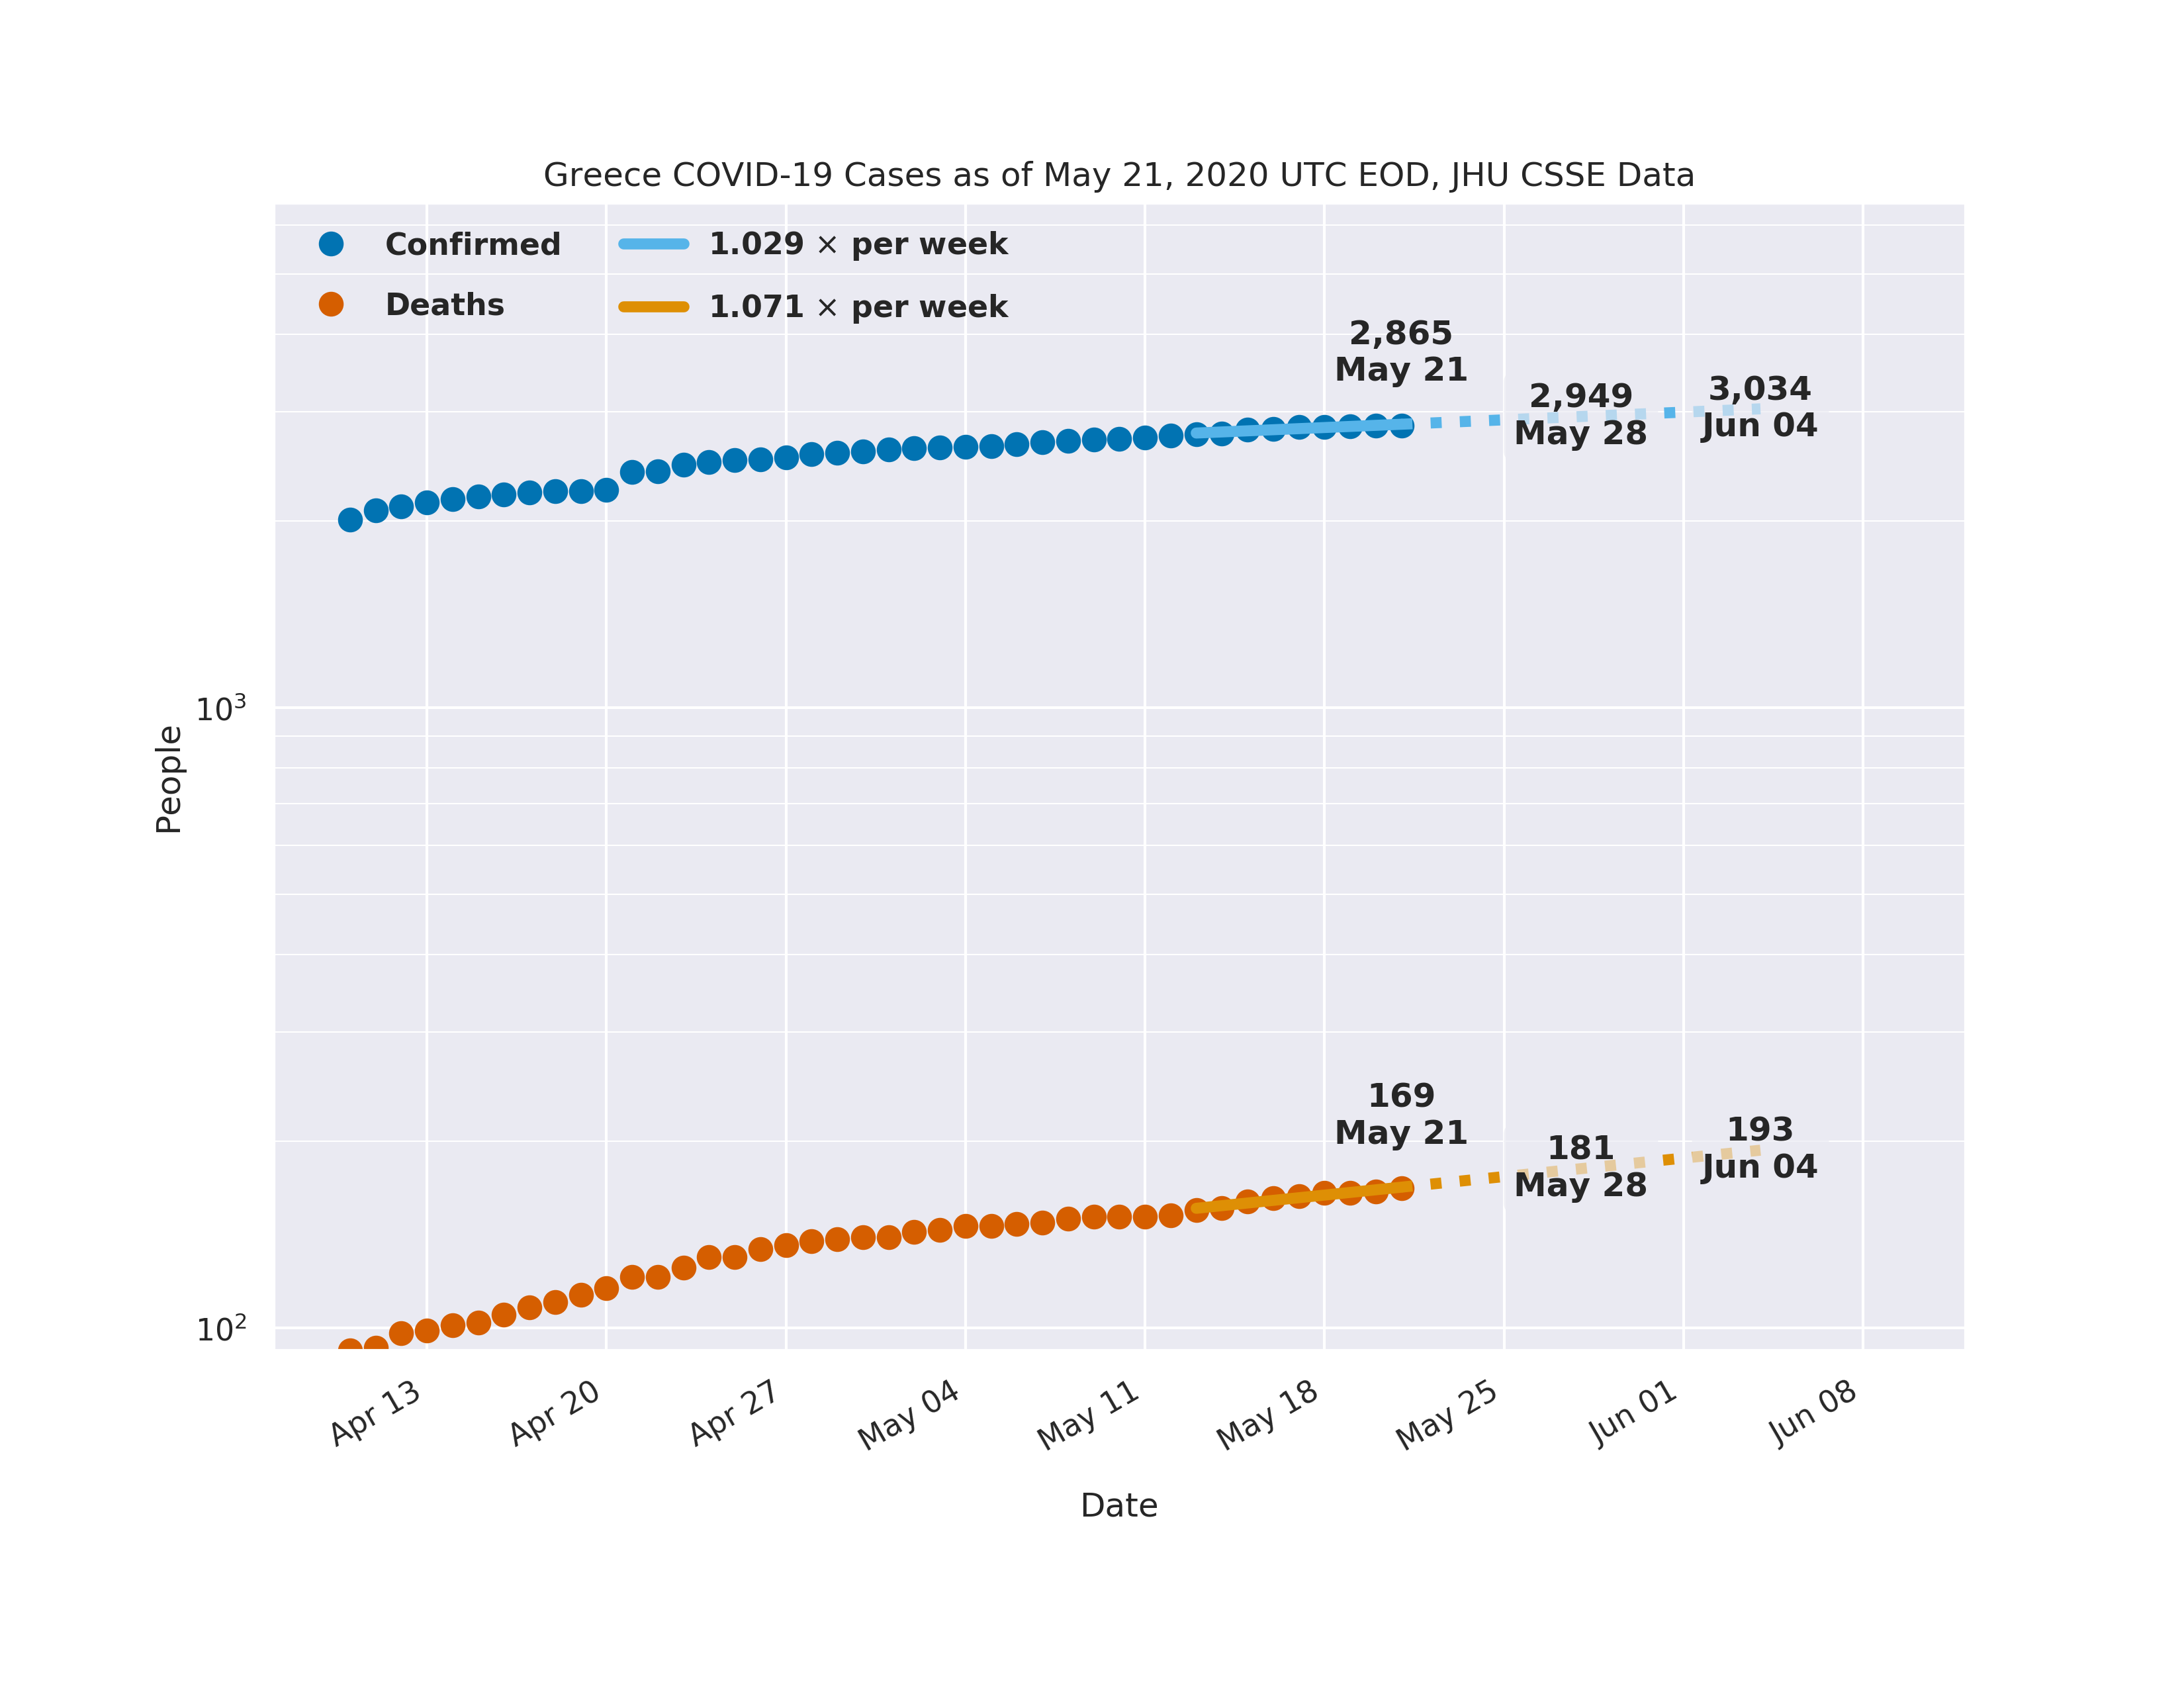 Greece COVID-19 Cases as of May 21, 2020 UTC EOD, JHU CSSE Data
Confirmed
Deaths
1.029 × per week
1.071 × per week
2,865
May 21
2,949
May 28
3,034
Jun 04
10³
People
169
May 21
181
May 28
193
Jun 04
10²
Apr 13
Apr 20
Apr 27
May 04
May 11
May 18
May 25
Jun 01
Jun 08
Date